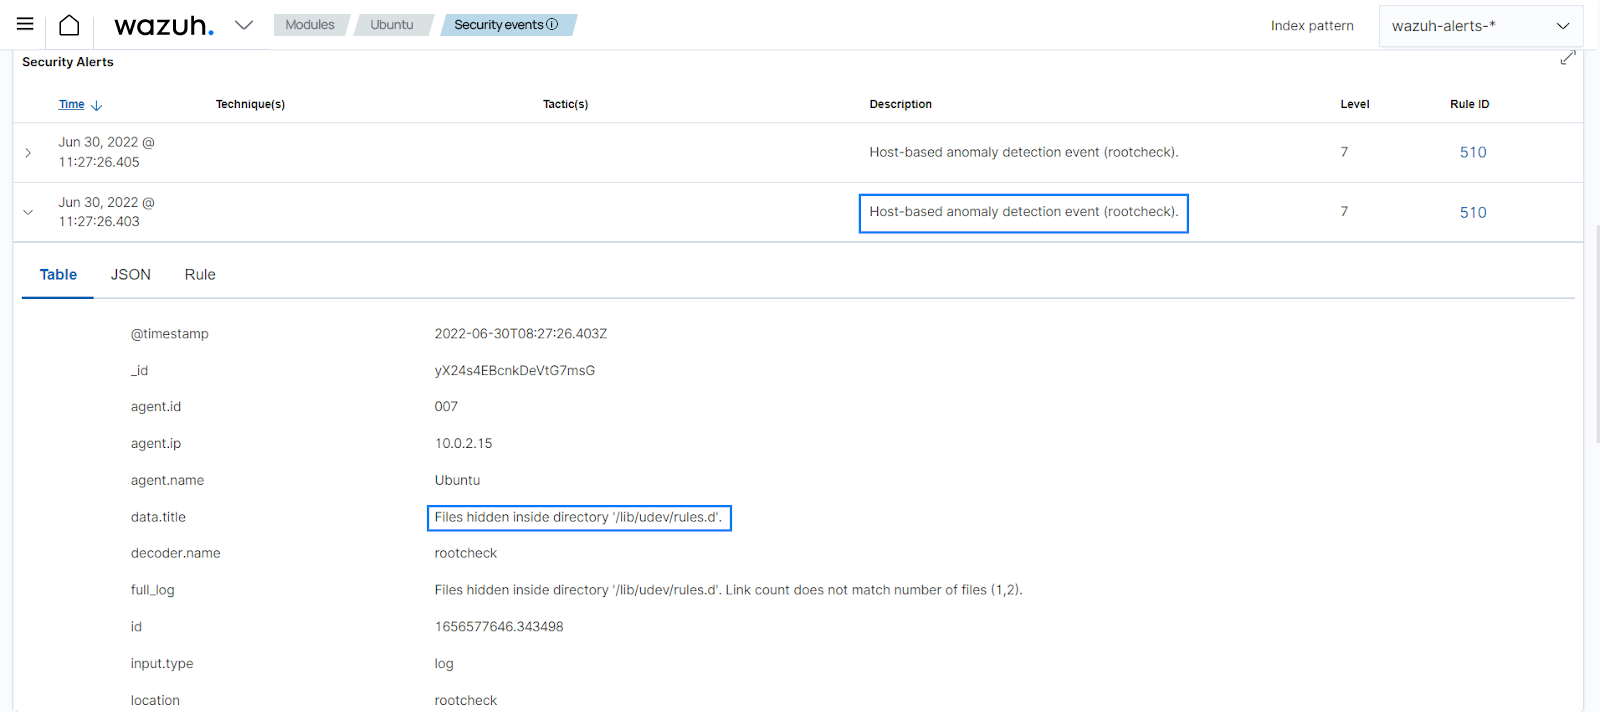 wazuh.
Modules
Ubuntu
Security events
Index pattern
wazuh-alerts-*
Security Alerts
Time Technique(s) Tactic(s) Description Level Rule ID
Jun 30, 2022 @
11:27:26.405
Host-based anomaly detection event (rootcheck). 7 510
Jun 30, 2022 @
11:27:26.403
Host-based anomaly detection event (rootcheck). 7 510
Table JSON Rule
@timestamp 2022-06-30T08:27:26.403Z
_id yX24s4EBcnkDeVtG7msG
agent.id 007
agent.ip 10.0.2.15
agent.name Ubuntu
data.title Files hidden inside directory '/lib/udev/rules.d'.
decoder.name rootcheck
full_log Files hidden inside directory '/lib/udev/rules.d'. Link count does not match number of files (1,2).
id 1656577646.343498
input.type log
location rootcheck